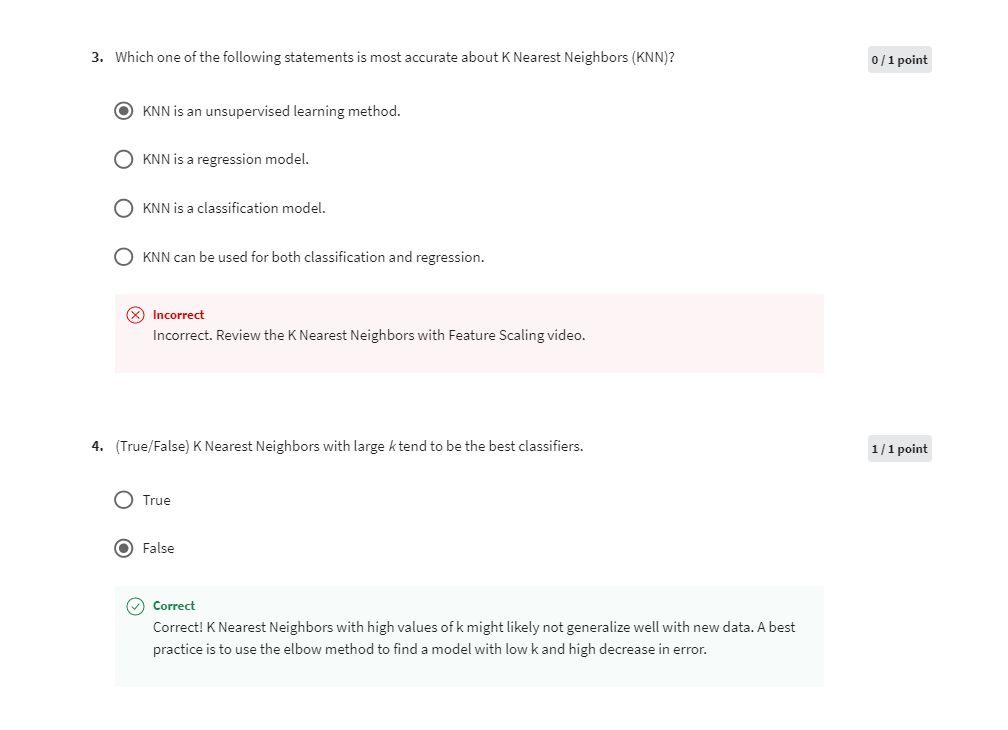 3. Which one of the following statements is most accurate about K Nearest Neighbors (KNN)?
0 / 1 point
KNN is an unsupervised learning method.
KNN is a regression model.
KNN is a classification model.
KNN can be used for both classification and regression.
Incorrect
Incorrect. Review the K Nearest Neighbors with Feature Scaling video.
4. (True/False) K Nearest Neighbors with large k tend to be the best classifiers.
1 / 1 point
True
False
Correct
Correct! K Nearest Neighbors with high values of k might likely not generalize well with new data. A best
practice is to use the elbow method to find a model with low k and high decrease in error.